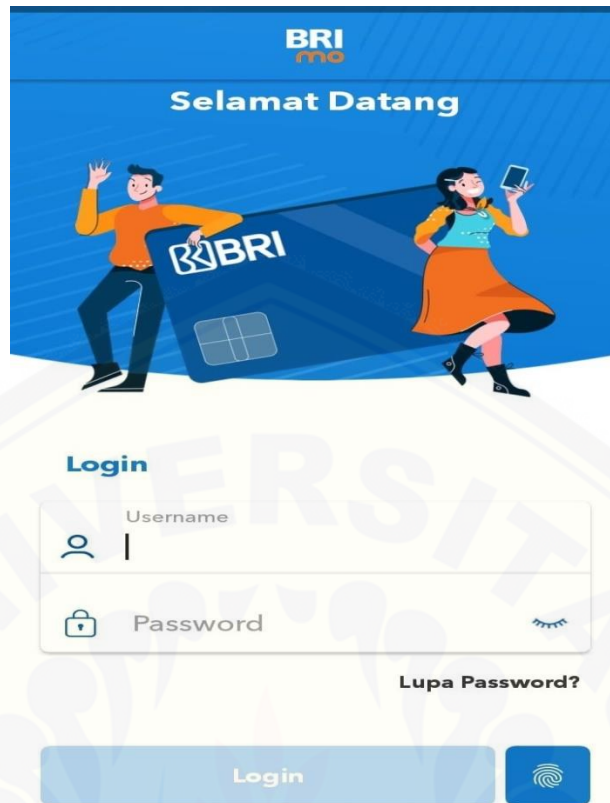 BRI
mo
Selamat Datang
BRI
Login
Username
Password
Lupa Password?
Login